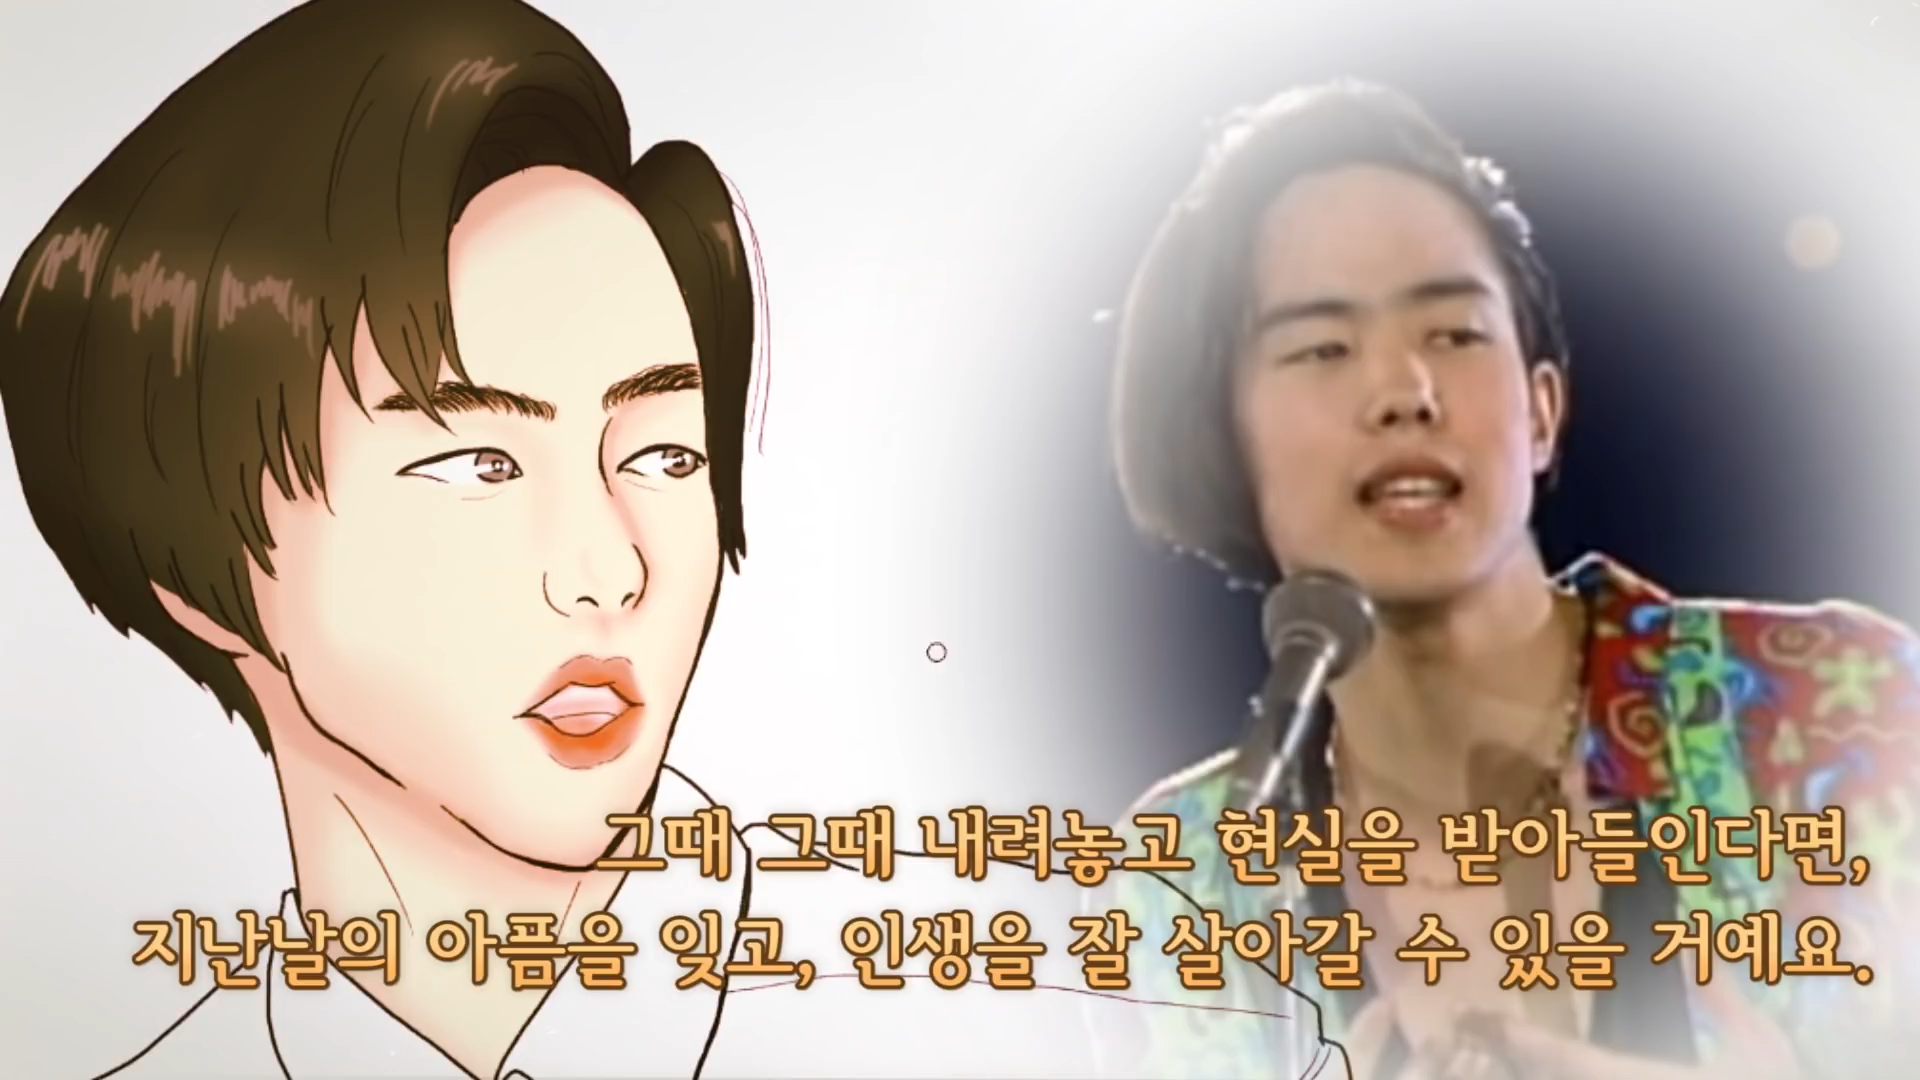 그때 그때 내려놓고 현실을 받아들인다면,
지난날의 아픔을 잊고, 인생을 잘 살아갈 수 있을 거예요.